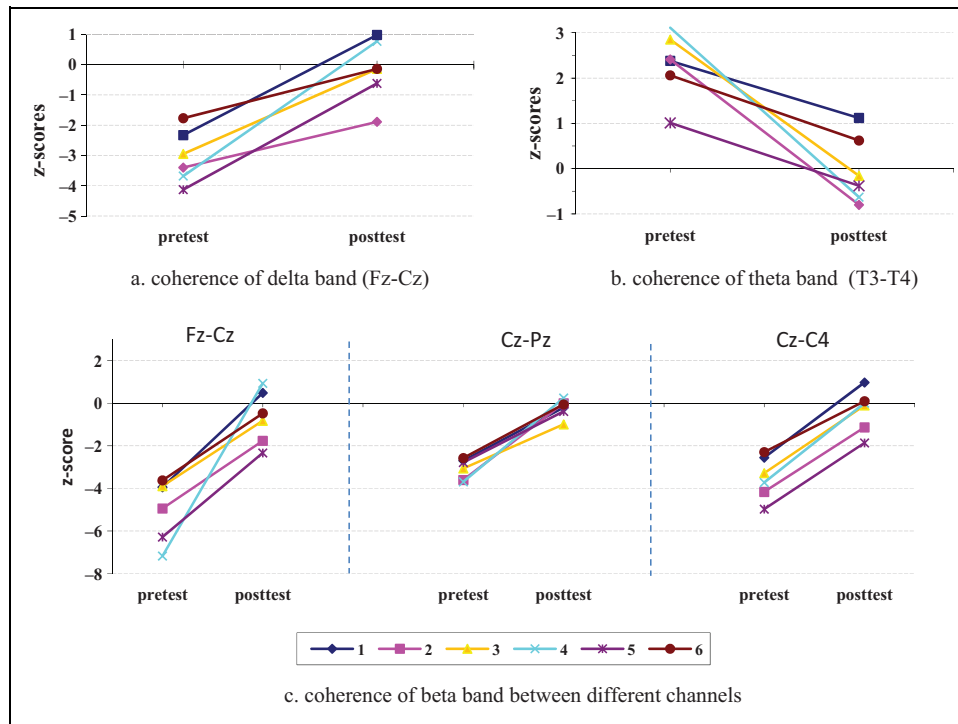 1
0
–1
–2
–3
–4
–5
z-scores
pretest posttest
a. coherence of delta band (Fz-Cz)
3
2
1
0
–1
z-scores
pretest posttest
b. coherence of theta band (T3-T4)
Fz-Cz Cz-Pz Cz-C4
2
0
–2
–4
–6
–8
z-score
pretest posttest pretest posttest pretest posttest
1 2 3 4 5 6
c. coherence of beta band between different channels